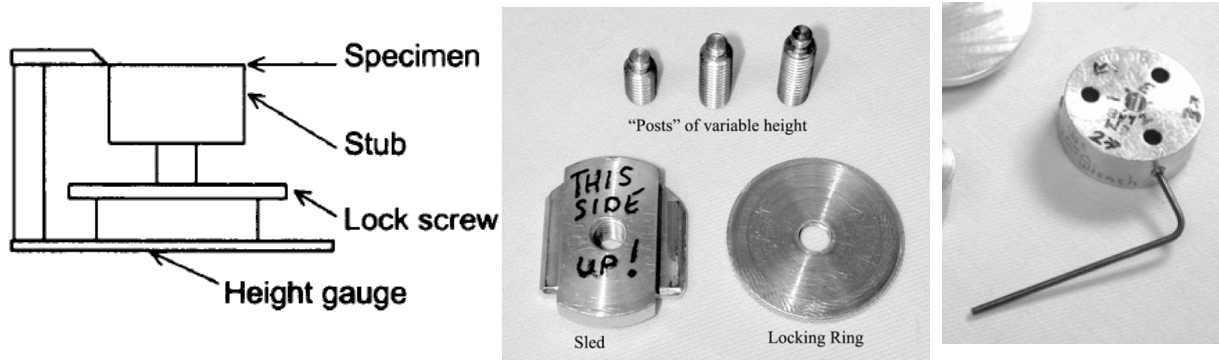 Specimen
Stub
Lock screw
Height gauge
“Posts” of variable height
THIS
SIDE
UP!
Sled
Locking Ring